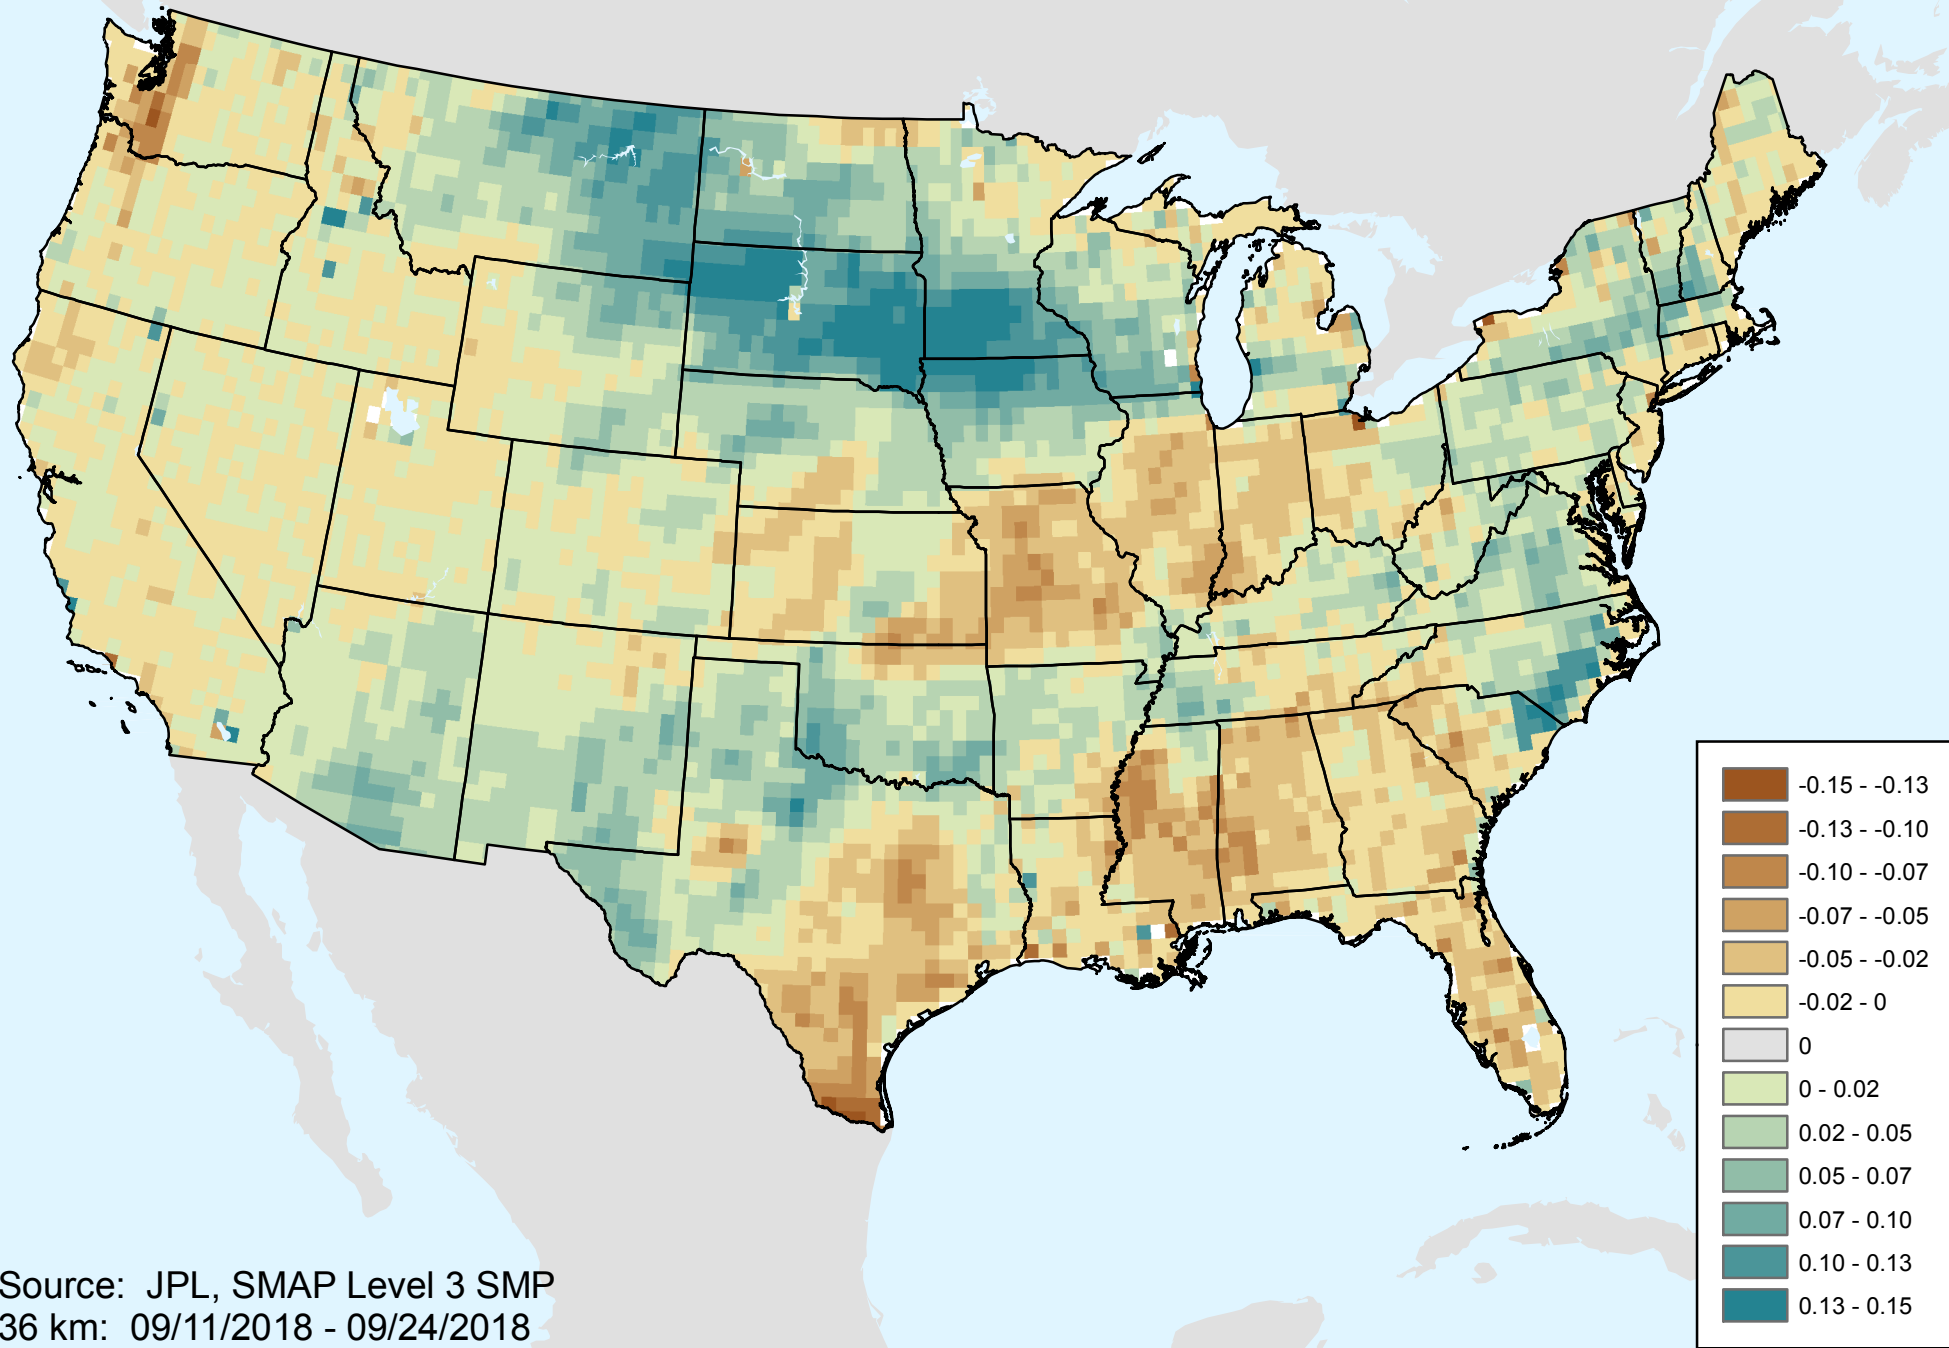 -0.15 - -0.13
-0.13 - -0.10
-0.10 - -0.07
-0.07 - -0.05
-0.05 - -0.02
-0.02 - 0
0
0 - 0.02
0.02 - 0.05
0.05 - 0.07
0.07 - 0.10
0.10 - 0.13
0.13 - 0.15
Source: JPL, SMAP Level 3 SMP
36 km: 09/11/2018 - 09/24/2018